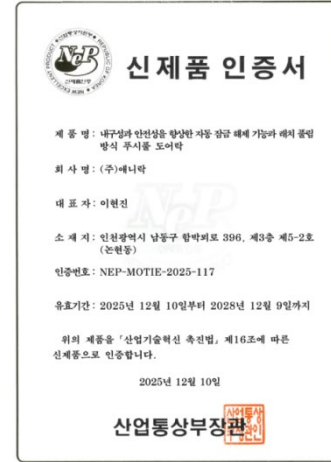 신제품 인증서
제 품 명 : 내구성과 안전성을 향상한 자동 잠금 해제 기능과 래치 풀림
방식 푸시풀 도어락
회 사 명 : (주)애니락
대 표 자 : 이현진
소 재 지 : 인천광역시 남동구 함박뫼로 396, 제3층 제5-2호
(논현동)
인증번호 : NEP-MOTIE-2025-117
유효기간 : 2025년 12월 10일부터 2028년 12월 9일까지
위의 제품을 「산업기술혁신 촉진법」 제16조에 따른
신제품으로 인증합니다.
2025년 12월 10일
산업통상부장관